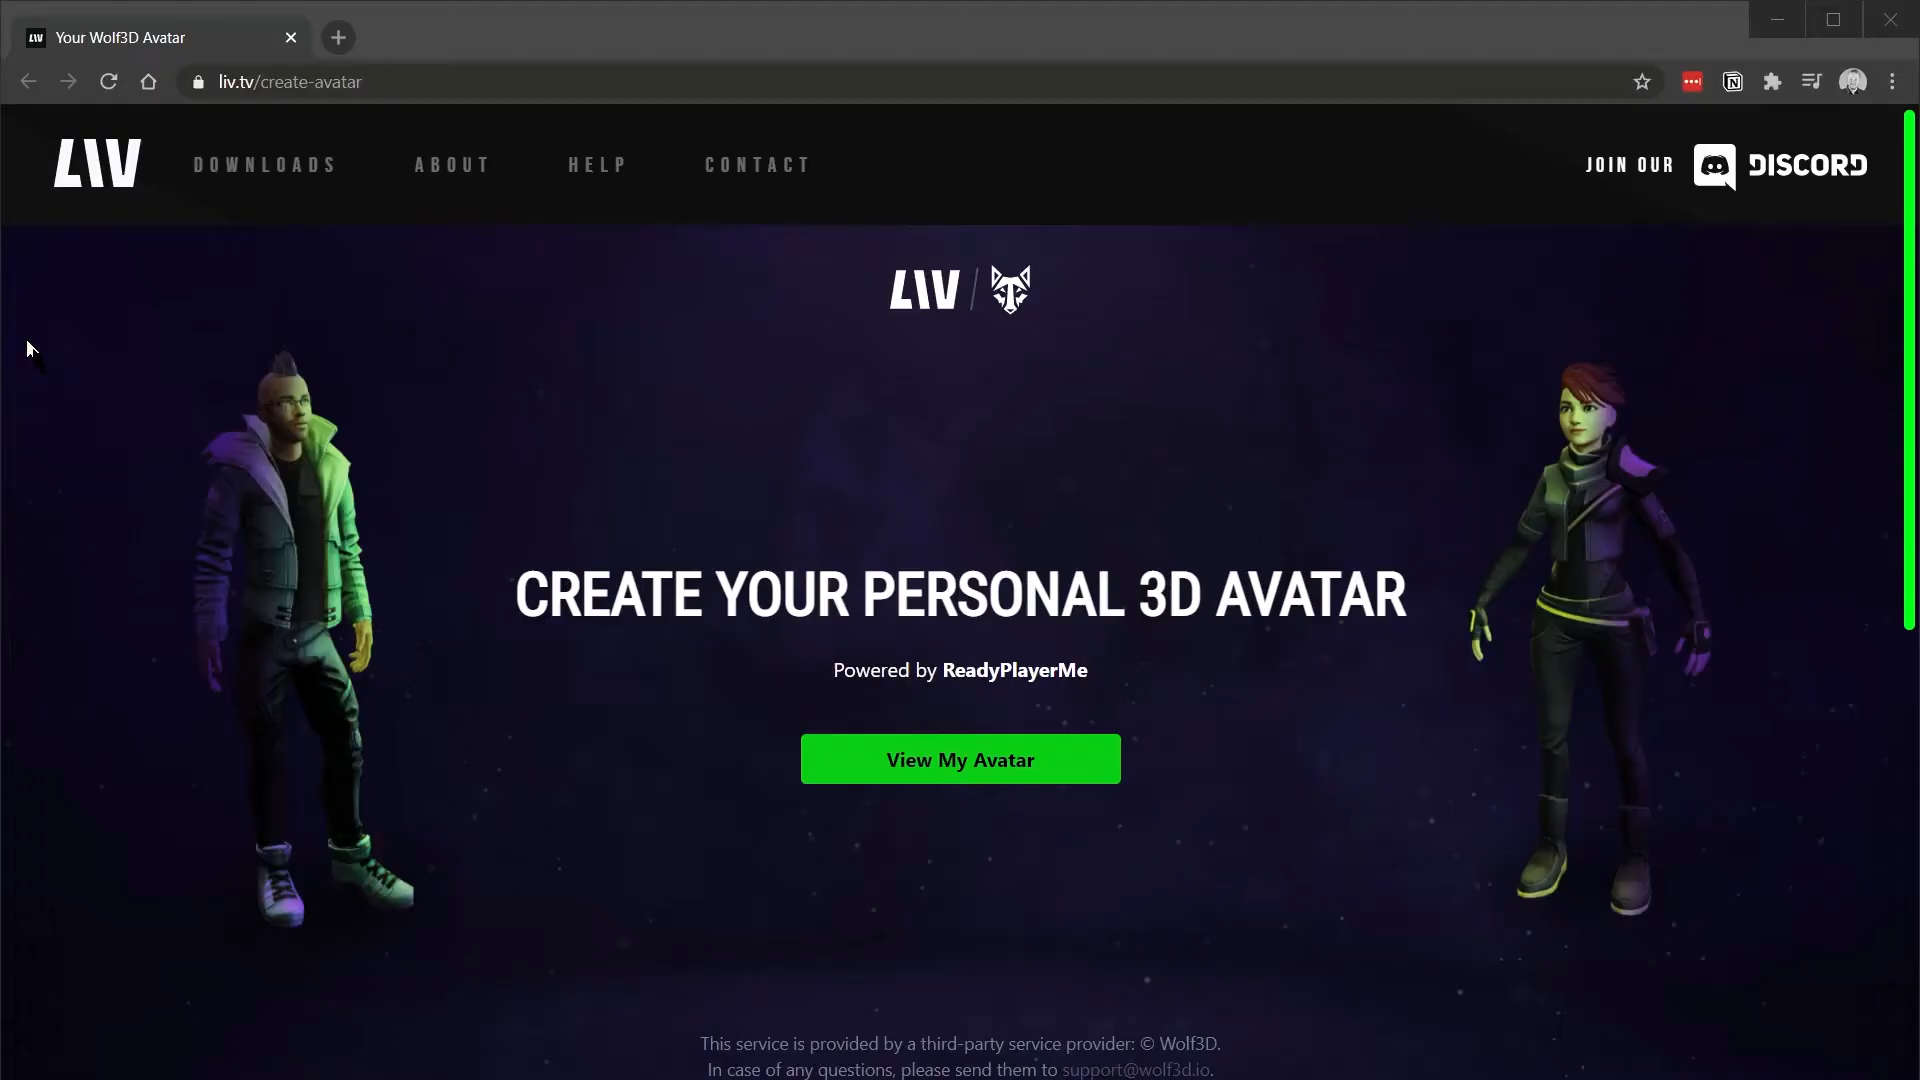 LIV Your Wolf3D Avatar
liv.tv/create-avatar
LIV DOWNLOADS ABOUT HELP CONTACT JOIN OUR DISCORD
LIV
CREATE YOUR PERSONAL 3D AVATAR
Powered by ReadyPlayerMe
View My Avatar
This service is provided by a third-party service provider: © Wolf3D.
In case of any questions, please send them to support@wolf3d.io.